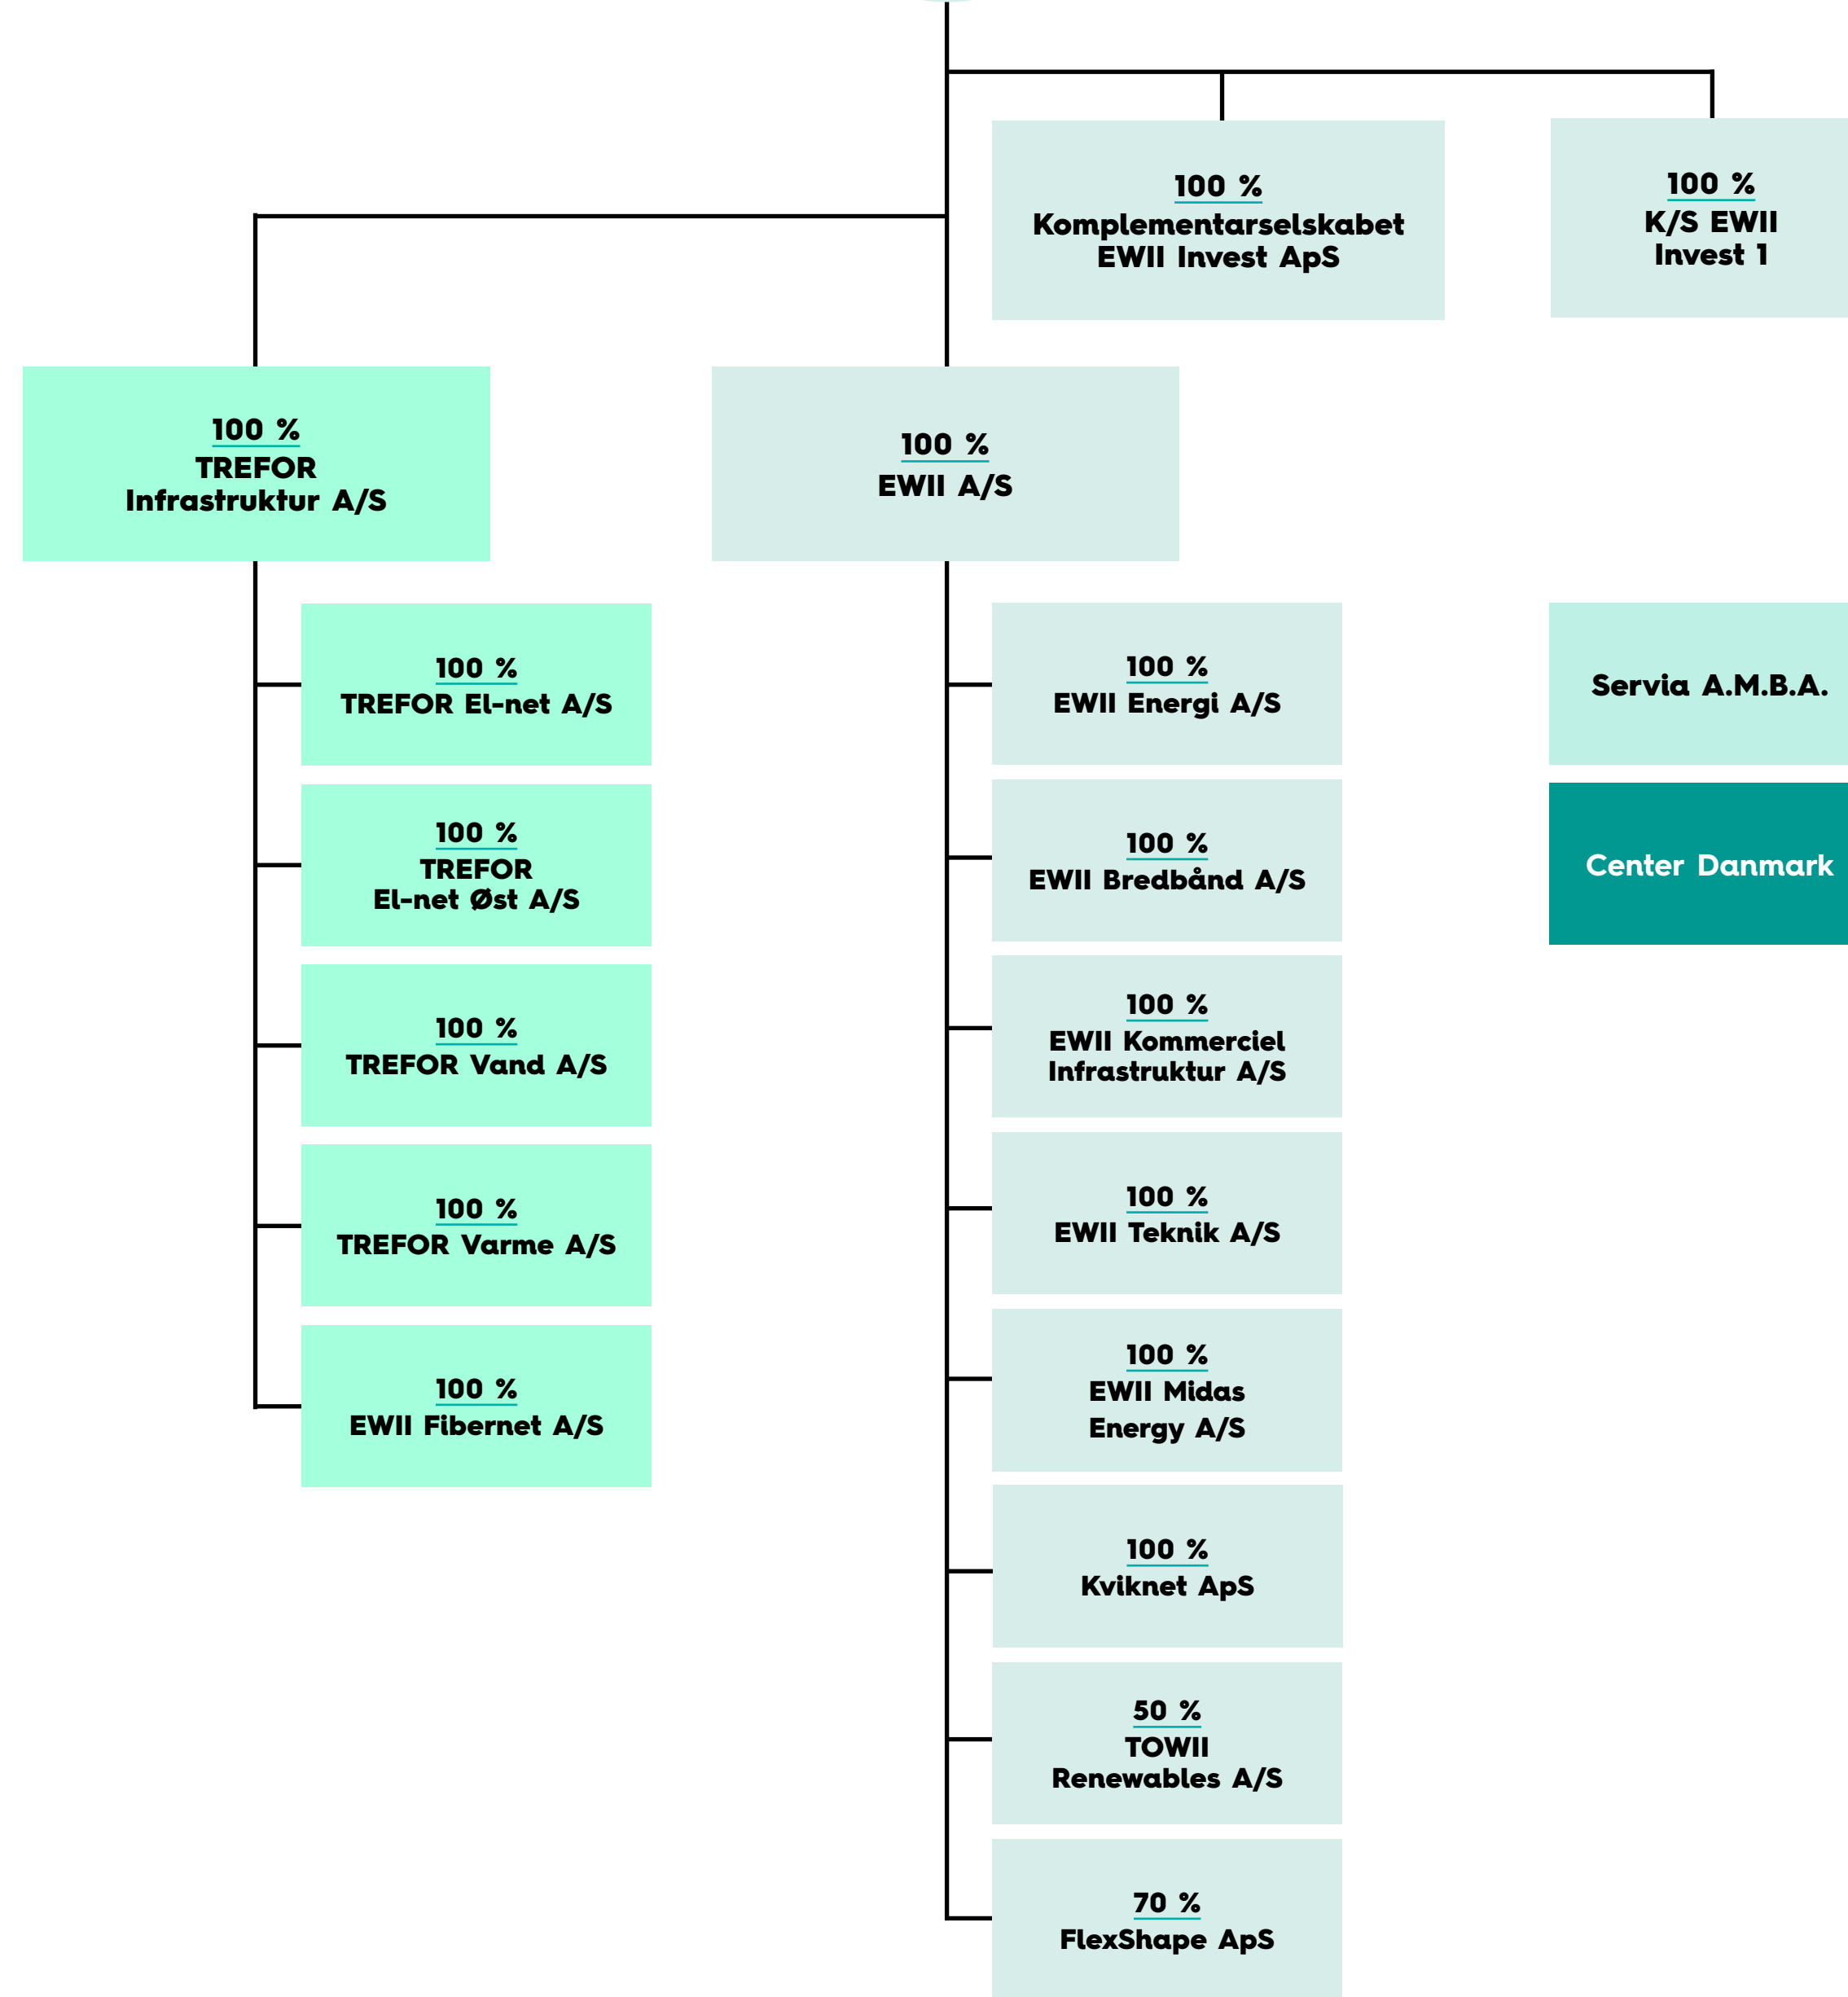 100 %
Komplementarselskabet
EWII Invest ApS
100 %
K/S EWII
Invest 1
100 %
TREFOR
Infrastruktur A/S
100 %
EWII A/S
100 %
TREFOR El-net A/S
100 %
TREFOR
El-net Øst A/S
100 %
TREFOR Vand A/S
100 %
TREFOR Varme A/S
100 %
EWII Fibernet A/S
100 %
EWII Energi A/S
100 %
EWII Bredbånd A/S
100 %
EWII Kommerciel
Infrastruktur A/S
100 %
EWII Teknik A/S
100 %
EWII Midas
Energy A/S
100 %
Kviknet ApS
50 %
TOWII
Renewables A/S
70 %
FlexShape ApS
Servia A.M.B.A.
Center Danmark